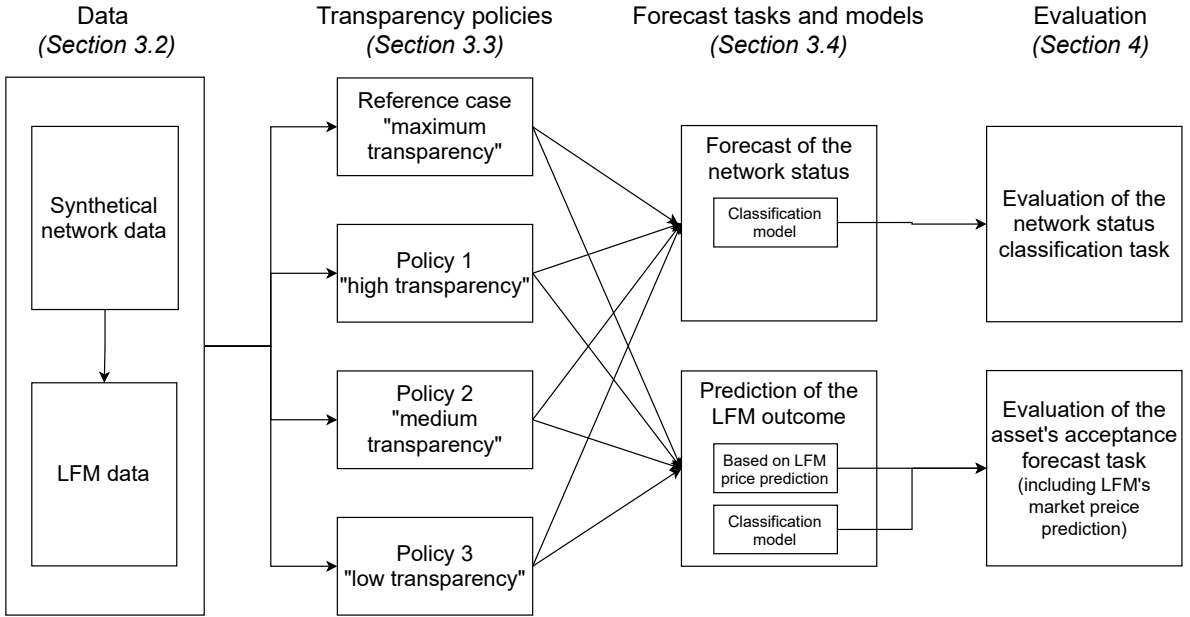 Data
(Section 3.2)
Transparency policies
(Section 3.3)
Forecast tasks and models
(Section 3.4)
Evaluation
(Section 4)
Synthetical
network data
LFM data
Reference case
"maximum
transparency"
Policy 1
"high transparency"
Policy 2
"medium
transparency"
Policy 3
"low transparency"
Forecast of the
network status
Classification
model
Prediction of the
LFM outcome
Based on LFM
price prediction
Classification
model
Evaluation of the
network status
classification task
Evaluation of the
asset's acceptance
forecast task
(including LFM's
market preice
prediction)